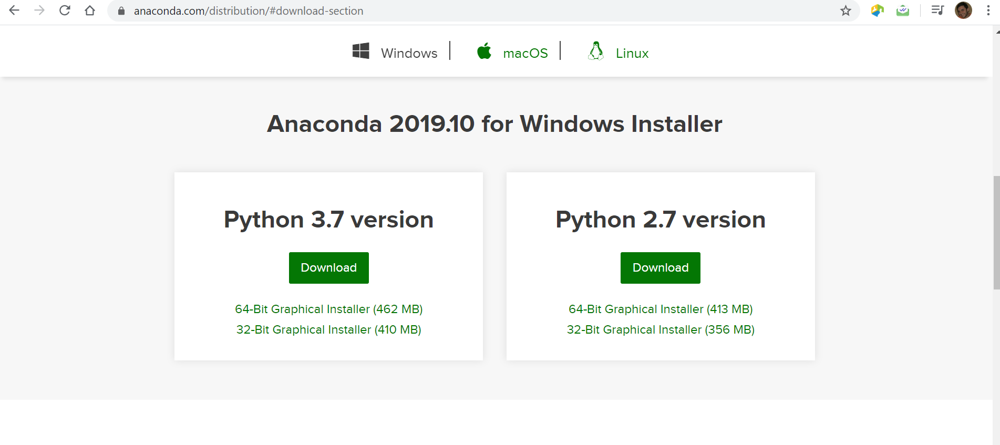 anaconda.com/distribution/#download-section
Windows macOS Linux
Anaconda 2019.10 for Windows Installer
Python 3.7 version
Download
64-Bit Graphical Installer (462 MB)
32-Bit Graphical Installer (410 MB)
Python 2.7 version
Download
64-Bit Graphical Installer (413 MB)
32-Bit Graphical Installer (356 MB)